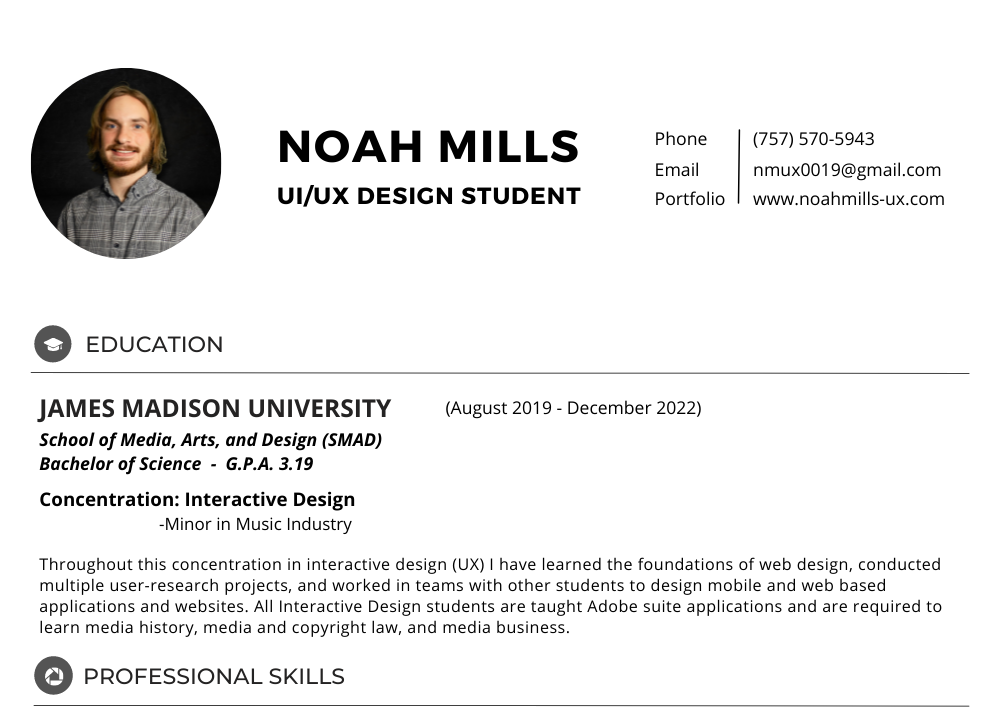 NOAH MILLS
UI/UX DESIGN STUDENT
Phone (757) 570-5943
Email nmux0019@gmail.com
Portfolio www.noahmills-ux.com
EDUCATION
JAMES MADISON UNIVERSITY (August 2019 - December 2022)
School of Media, Arts, and Design (SMAD)
Bachelor of Science - G.P.A. 3.19
Concentration: Interactive Design
-Minor in Music Industry
Throughout this concentration in interactive design (UX) I have learned the foundations of web design, conducted
multiple user-research projects, and worked in teams with other students to design mobile and web based
applications and websites. All Interactive Design students are taught Adobe suite applications and are required to
learn media history, media and copyright law, and media business.
PROFESSIONAL SKILLS